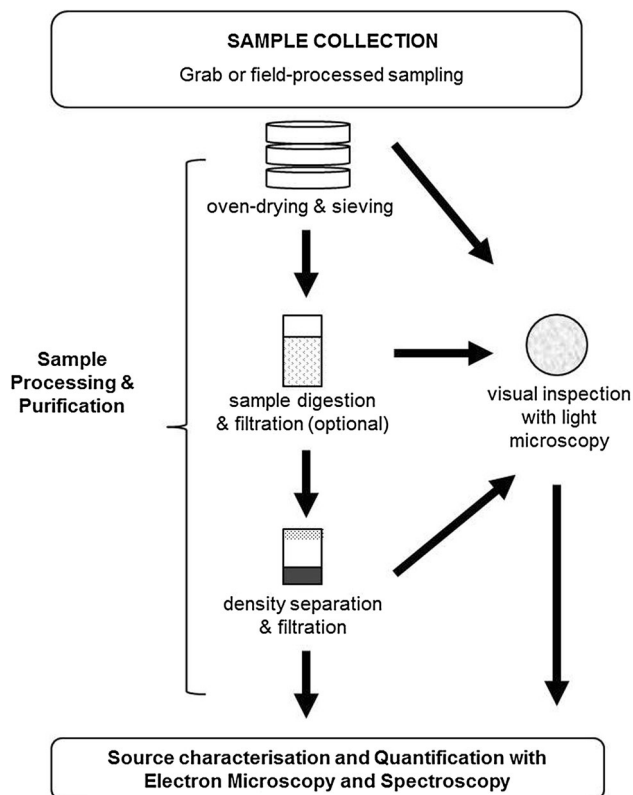 SAMPLE COLLECTION
Grab or field-processed sampling
oven-drying & sieving
Sample
Processing &
Purification
sample digestion
& filtration (optional)
visual inspection
with light
microscopy
density separation
& filtration
Source characterisation and Quantification with
Electron Microscopy and Spectroscopy